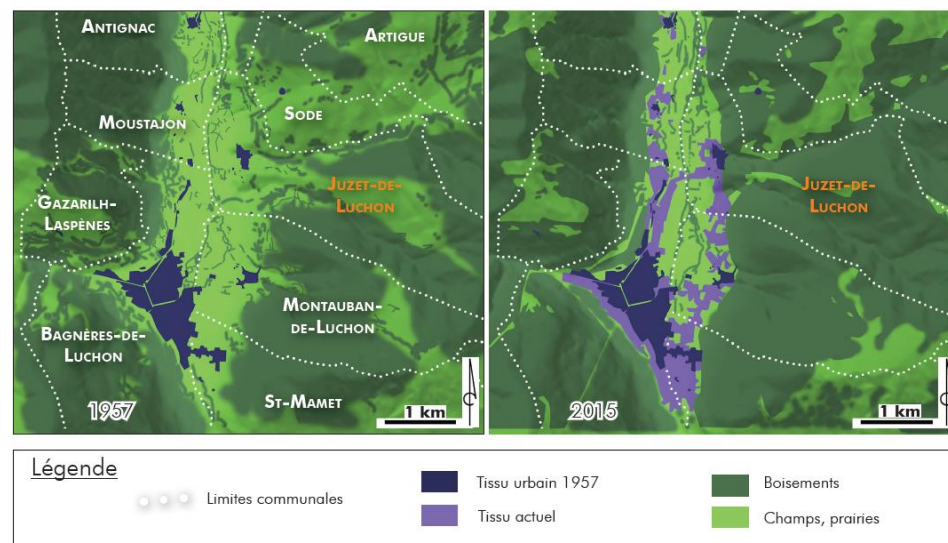 ANTIGNAC
ARTIGUE
MOUSTAJON
SODE
GAZARILH-
LASPÈNES
JUZET-DE-
LUCHON
MONTAUBAN-
DE-LUCHON
BAGNÈRES-DE-
LUCHON
ST-MAMET
1957
1 km
JUZET-DE-
LUCHON
2015
1 km
Légende
Limites communales
Tissu urbain 1957
Tissu actuel
Boisements
Champs, prairies